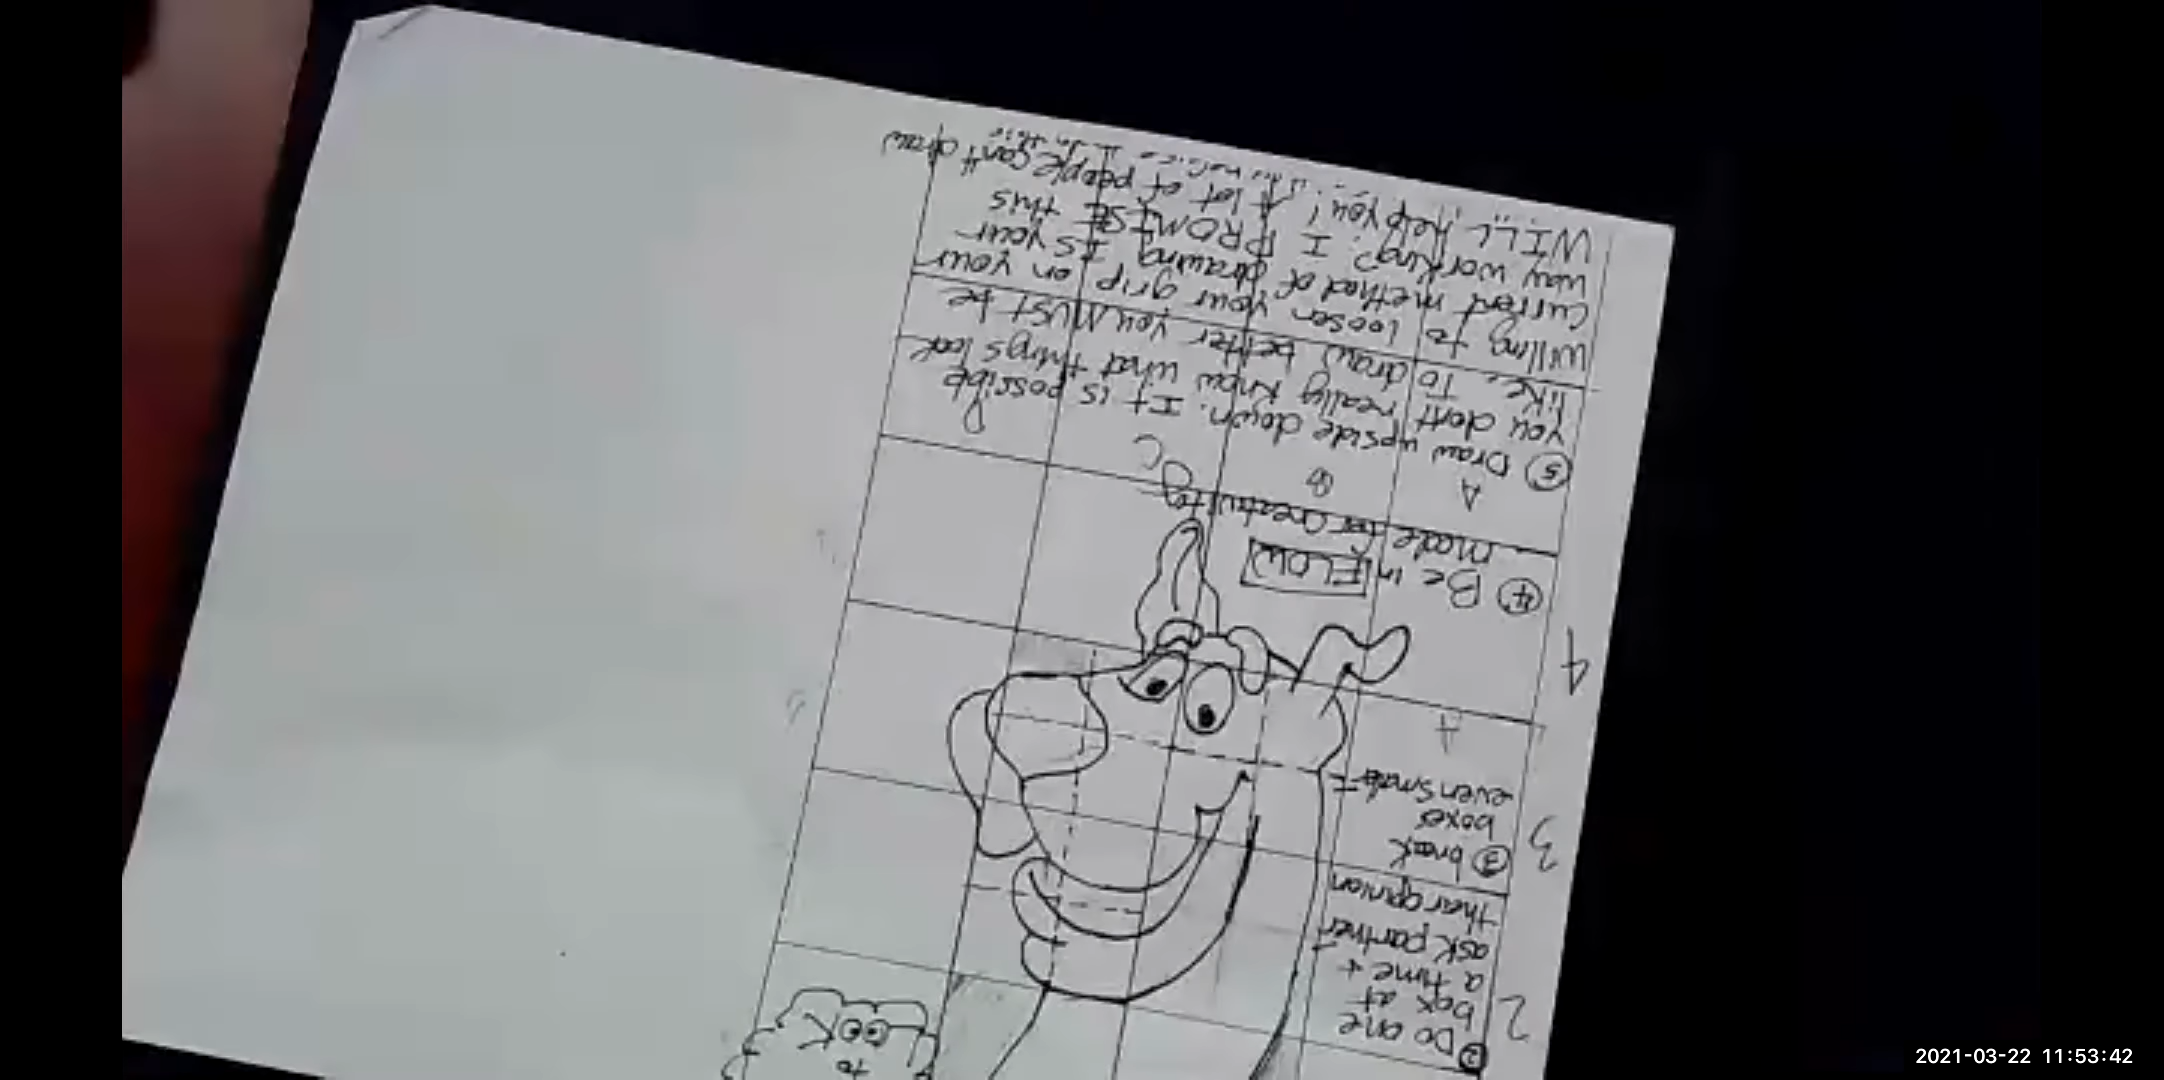 ② Do one
box at
a time +
ask partner
their opinion
2
③ break
boxes
even smaller
3
A
4
④ Be in FLOW
made for creativity
A B C D
⑤ Draw upside down. It is possible
you don't really know what things look
like. To draw better you MUST be
willing to loosen your grip on your
current method of drawing. Is your
way working? I PROMISE this
WILL help you! A lot of people can't draw
to
2021-03-22 11:53:42